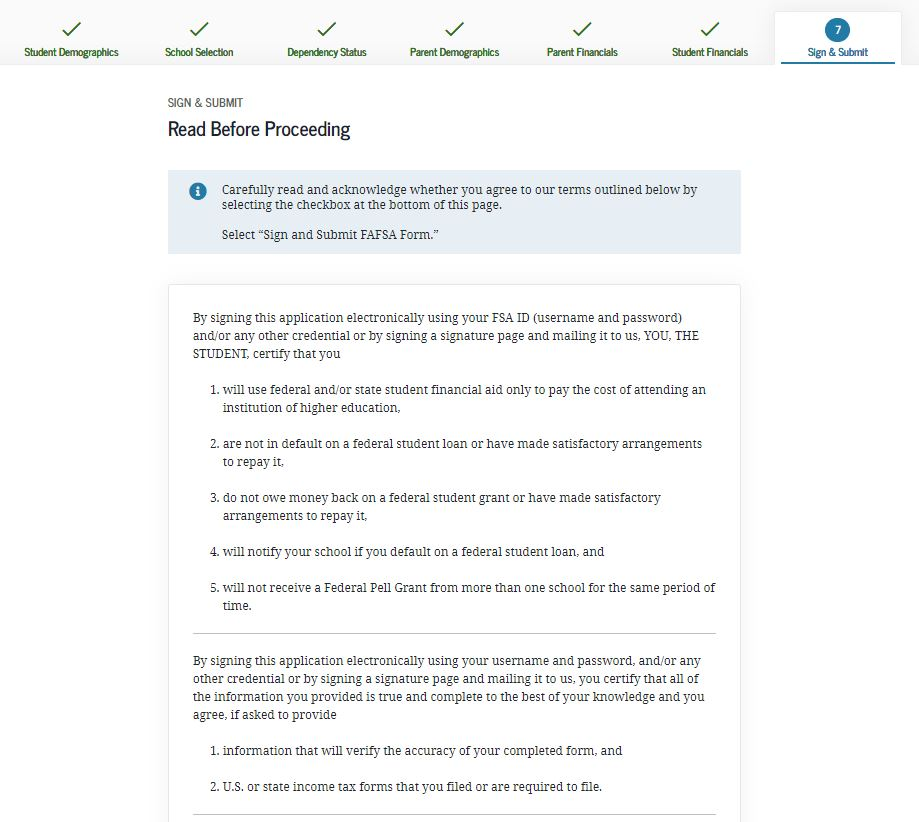 Student Demographics
School Selection
Dependency Status
Parent Demographics
Parent Financials
Student Financials
7
Sign & Submit
SIGN & SUBMIT
Read Before Proceeding
Carefully read and acknowledge whether you agree to our terms outlined below by
selecting the checkbox at the bottom of this page.
Select “Sign and Submit FAFSA Form.”
By signing this application electronically using your FSA ID (username and password)
and/or any other credential or by signing a signature page and mailing it to us, YOU, THE
STUDENT, certify that you
1. will use federal and/or state student financial aid only to pay the cost of attending an
institution of higher education,
2. are not in default on a federal student loan or have made satisfactory arrangements
to repay it,
3. do not owe money back on a federal student grant or have made satisfactory
arrangements to repay it,
4. will notify your school if you default on a federal student loan, and
5. will not receive a Federal Pell Grant from more than one school for the same period of
time.
By signing this application electronically using your username and password, and/or any
other credential or by signing a signature page and mailing it to us, you certify that all of
the information you provided is true and complete to the best of your knowledge and you
agree, if asked to provide
1. information that will verify the accuracy of your completed form, and
2. U.S. or state income tax forms that you filed or are required to file.